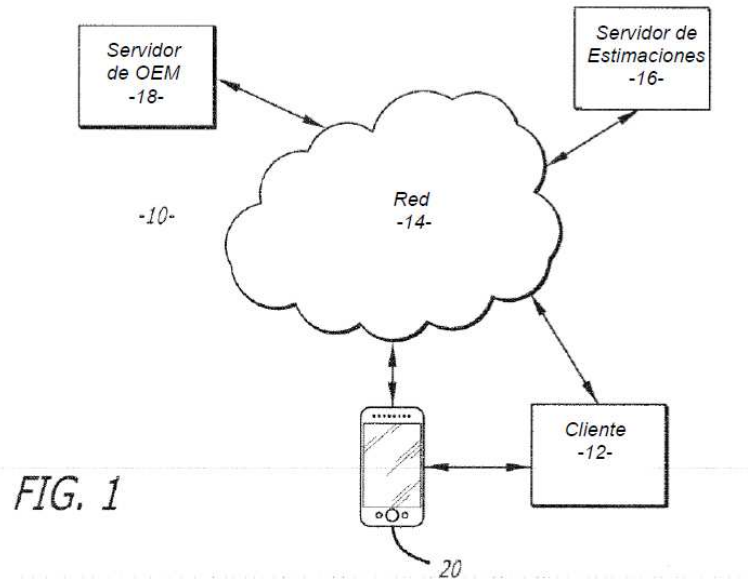 Servidor
de OEM
-18-
Servidor de
Estimaciones
-16-
-10-
Red
-14-
Cliente
-12-
FIG. 1
20